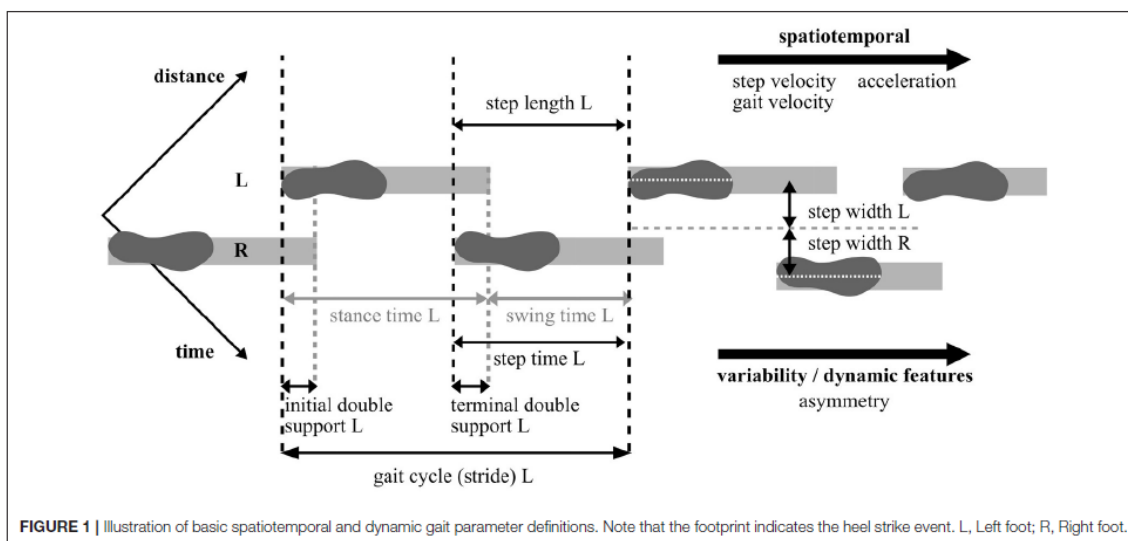 spatiotemporal
distance
step velocity acceleration
gait velocity
step length L
L
step width L
R
step width R
stance time L swing time L
time
step time L
variability / dynamic features
asymmetry
initial double
support L
terminal double
support L
gait cycle (stride) L
FIGURE 1 | Illustration of basic spatiotemporal and dynamic gait parameter definitions. Note that the footprint indicates the heel strike event. L, Left foot; R, Right foot.